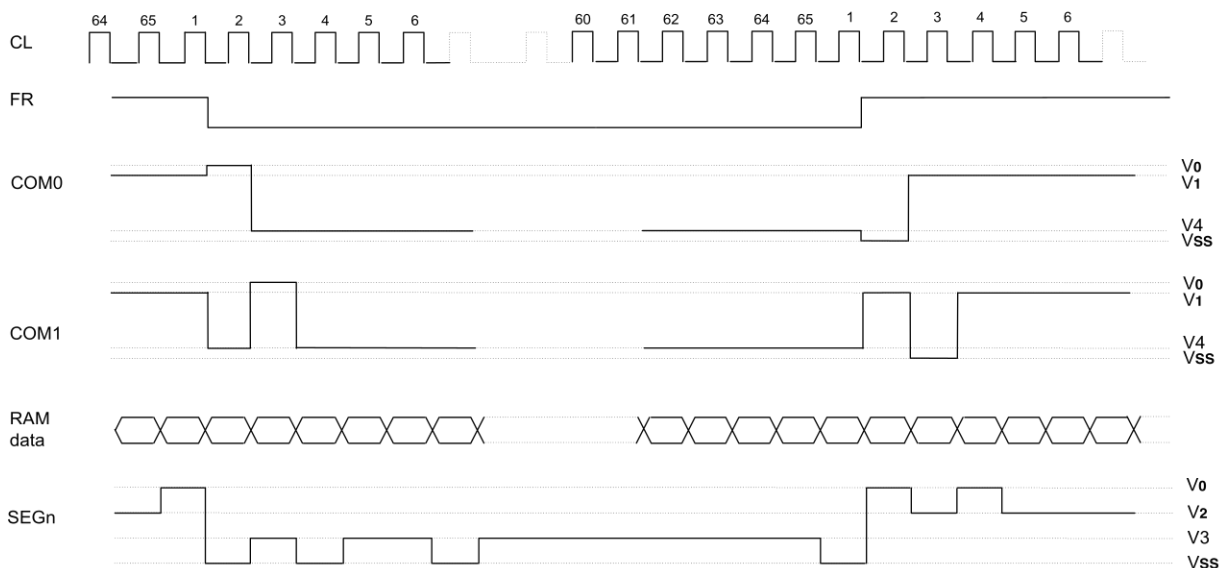 64 65 1 2 3 4 5 6 60 61 62 63 64 65 1 2 3 4 5 6
CL
FR
COM0
V0
V1
V4
VSS
COM1
V0
V1
V4
VSS
RAM
data
SEGn
V0
V2
V3
VSS